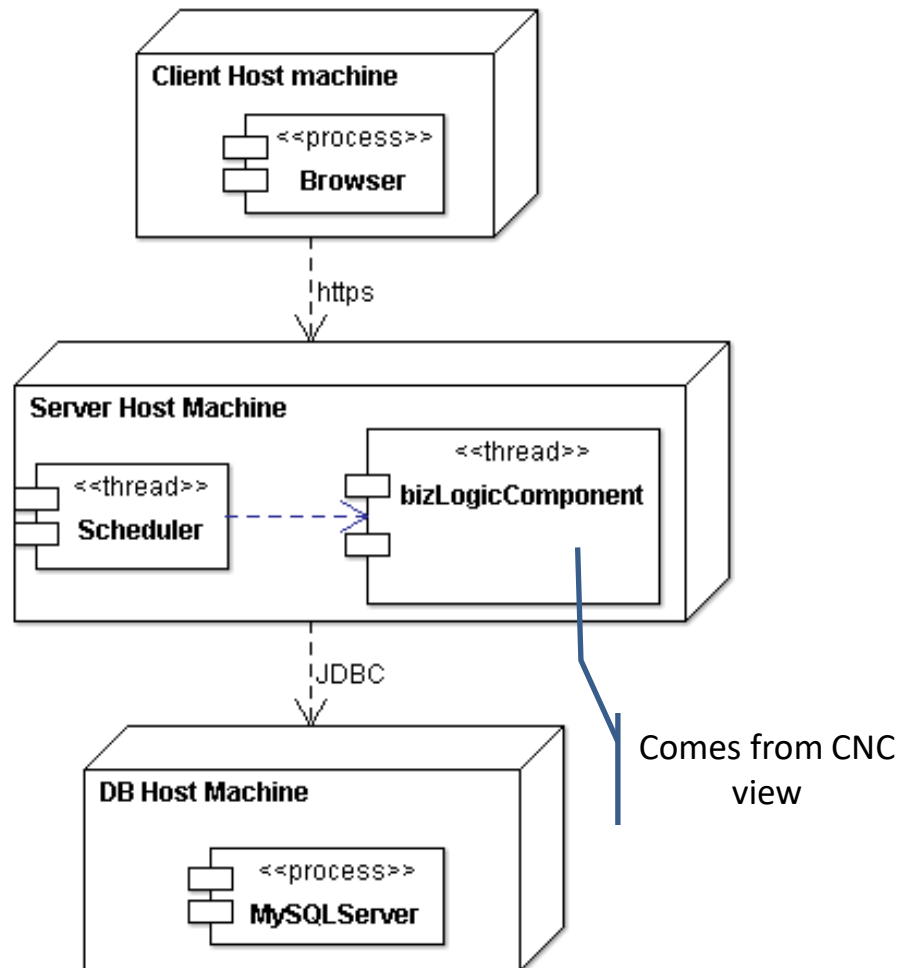 Client Host machine
<<process>>
Browser
https
Server Host Machine
<<thread>>
Scheduler
<<thread>>
bizLogicComponent
JDBC
Comes from CNC
view
DB Host Machine
<<process>>
MySQLServer